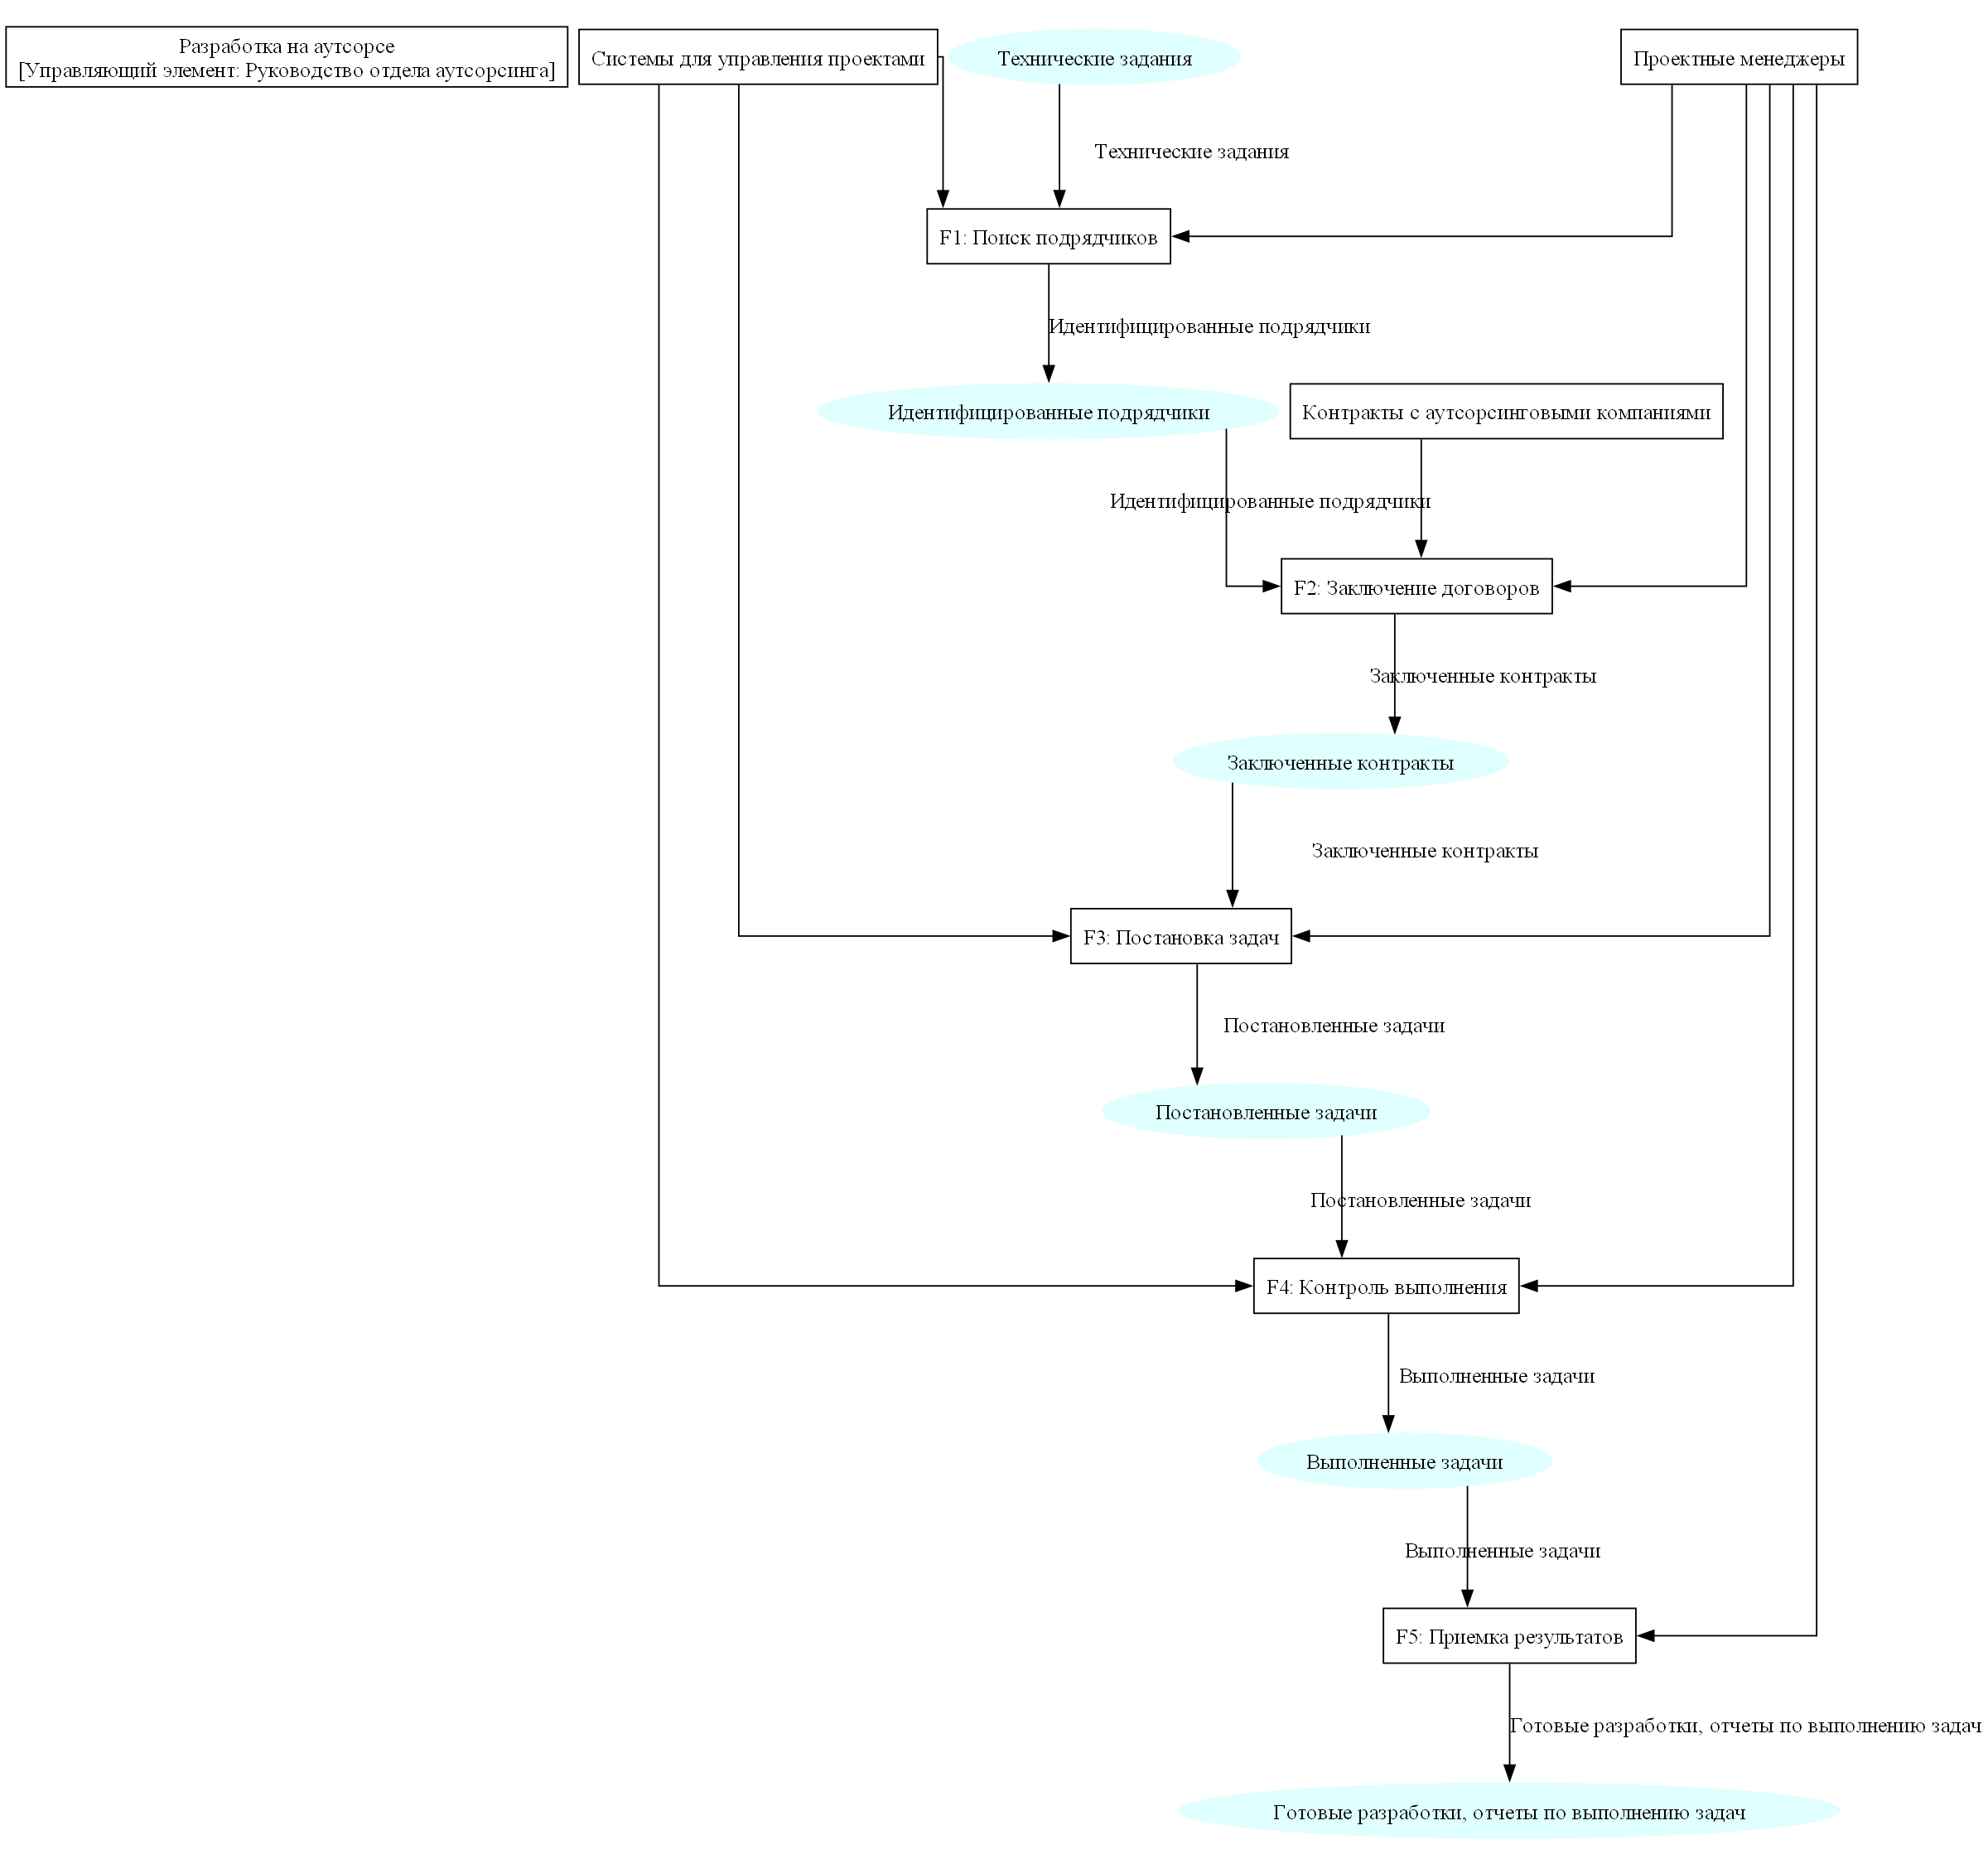 Разработка на аутсорсе
[Управляющий элемент: Руководство отдела аутсорсинга]
Системы для управления проектами
Технические задания
Проектные менеджеры
Технические задания
F1: Поиск подрядчиков
Идентифицированные подрядчики
Идентифицированные подрядчики
Контракты с аутсорсинговыми компаниями
Идентифицированные подрядчики
F2: Заключение договоров
Заключенные контракты
Заключенные контракты
Заключенные контракты
F3: Постановка задач
Постановленные задачи
Постановленные задачи
Постановленные задачи
F4: Контроль выполнения
Выполненные задачи
Выполненные задачи
Выполненные задачи
F5: Приемка результатов
Готовые разработки, отчеты по выполнению задач
Готовые разработки, отчеты по выполнению задач